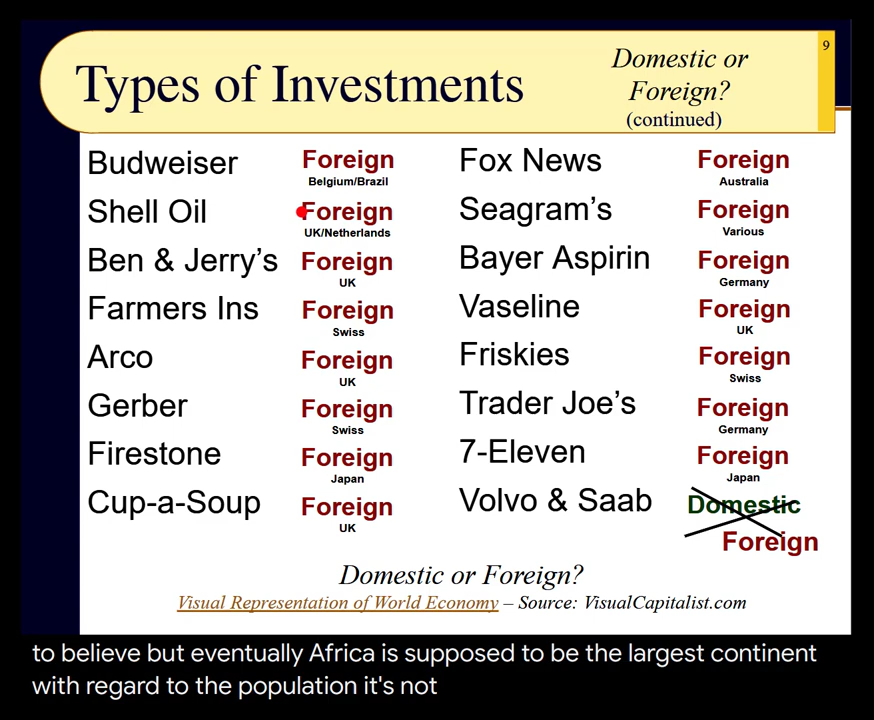 9
Types of Investments
Domestic or
Foreign?
(continued)
Budweiser Foreign
Belgium/Brazil
Shell Oil Foreign
UK/Netherlands
Ben & Jerry's Foreign
UK
Farmers Ins Foreign
Swiss
Arco Foreign
UK
Gerber Foreign
Swiss
Firestone Foreign
Japan
Cup-a-Soup Foreign
UK
Fox News Foreign
Australia
Seagram's Foreign
Various
Bayer Aspirin Foreign
Germany
Vaseline Foreign
UK
Friskies Foreign
Swiss
Trader Joe's Foreign
Germany
7-Eleven Foreign
Japan
Volvo & Saab Domestic
Foreign
Domestic or Foreign?
Visual Representation of World Economy – Source: VisualCapitalist.com
to believe but eventually Africa is supposed to be the largest continent
with regard to the population it's not